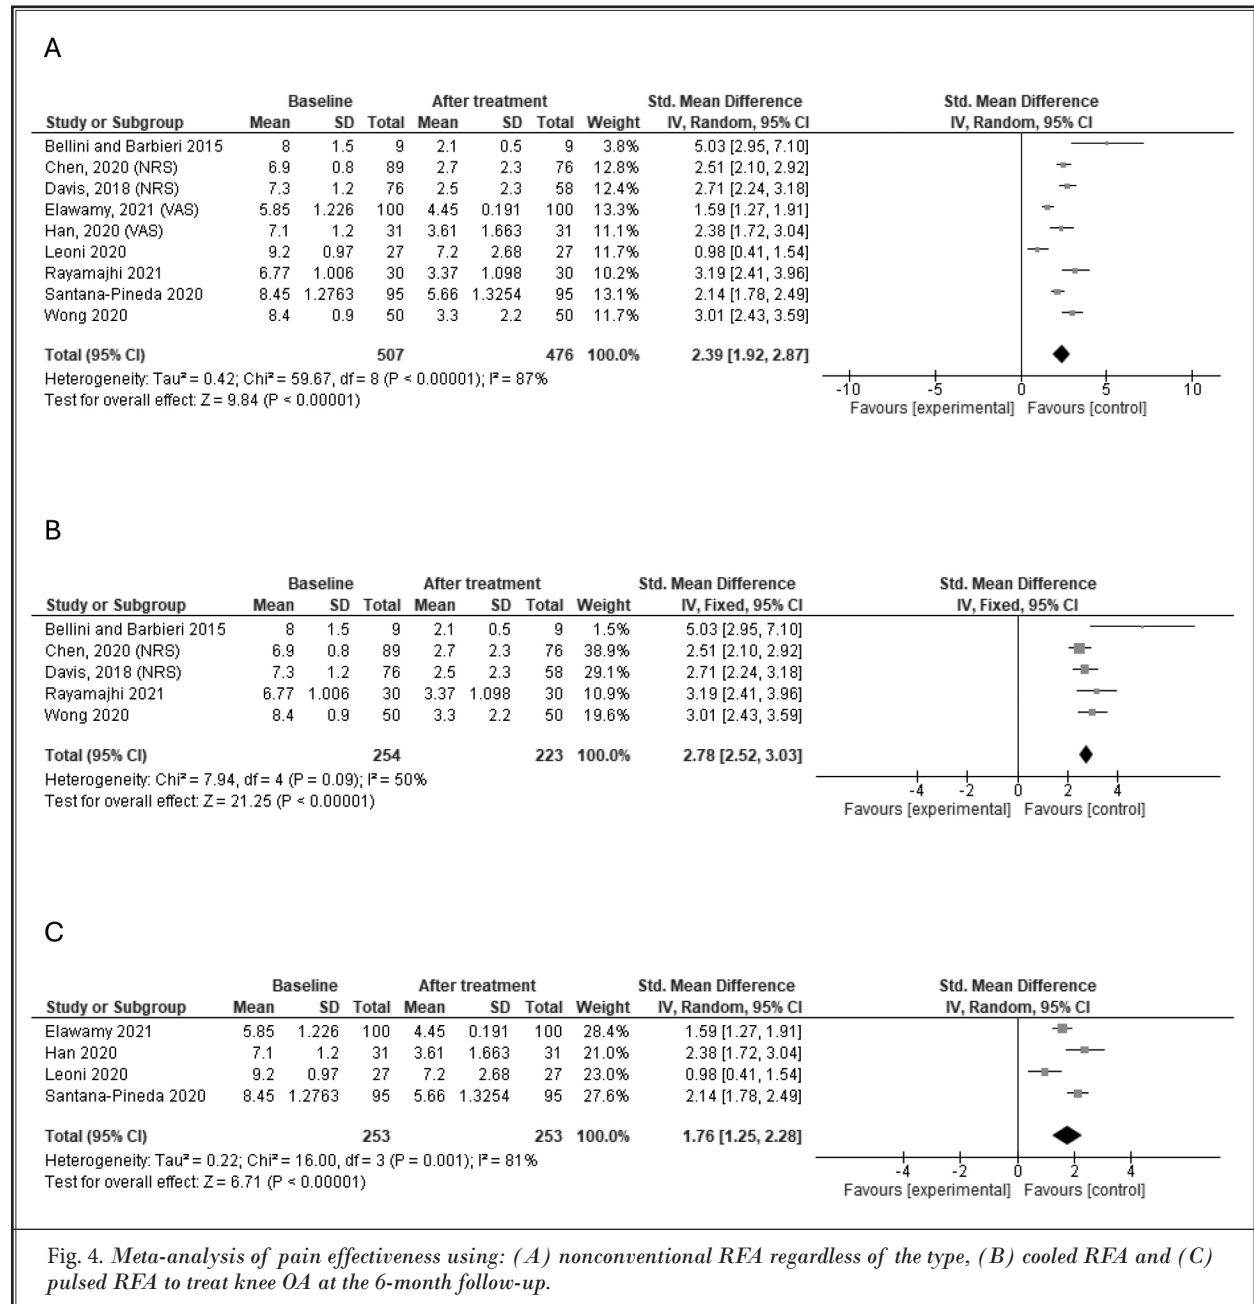 A
Baseline After treatment Std. Mean Difference Std. Mean Difference
Study or Subgroup Mean SD Total Mean SD Total Weight IV, Random, 95% CI IV, Random, 95% CI
Bellini and Barbieri 2015 8 1.5 9 2.1 0.5 9 3.8% 5.03 [2.95, 7.10]
Chen, 2020 (NRS) 6.9 0.8 89 2.7 2.3 76 12.8% 2.51 [2.10, 2.92]
Davis, 2018 (NRS) 7.3 1.2 76 2.5 2.3 58 12.4% 2.71 [2.24, 3.18]
Elawamy, 2021 (VAS) 5.85 1.226 100 4.45 0.191 100 13.3% 1.59 [1.27, 1.91]
Han, 2020 (VAS) 7.1 1.2 31 3.61 1.663 31 11.1% 2.38 [1.72, 3.04]
Leoni 2020 9.2 0.97 27 7.2 2.68 27 11.7% 0.98 [0.41, 1.54]
Rayamajhi 2021 6.77 1.006 30 3.37 1.098 30 10.2% 3.19 [2.41, 3.96]
Santana-Pineda 2020 8.45 1.2763 95 5.66 1.3254 95 13.1% 2.14 [1.78, 2.49]
Wong 2020 8.4 0.9 50 3.3 2.2 50 11.7% 3.01 [2.43, 3.59]
Total (95% CI) 507 476 100.0% 2.39 [1.92, 2.87]
Heterogeneity: Tau² = 0.42; Chi² = 59.67, df = 8 (P < 0.00001); I² = 87%
Test for overall effect: Z = 9.84 (P < 0.00001)
-10 -5 0 5 10
Favours [experimental] Favours [control]
B
Baseline After treatment Std. Mean Difference Std. Mean Difference
Study or Subgroup Mean SD Total Mean SD Total Weight IV, Fixed, 95% CI IV, Fixed, 95% CI
Bellini and Barbieri 2015 8 1.5 9 2.1 0.5 9 1.5% 5.03 [2.95, 7.10]
Chen, 2020 (NRS) 6.9 0.8 89 2.7 2.3 76 38.9% 2.51 [2.10, 2.92]
Davis, 2018 (NRS) 7.3 1.2 76 2.5 2.3 58 29.1% 2.71 [2.24, 3.18]
Rayamajhi 2021 6.77 1.006 30 3.37 1.098 30 10.9% 3.19 [2.41, 3.96]
Wong 2020 8.4 0.9 50 3.3 2.2 50 19.6% 3.01 [2.43, 3.59]
Total (95% CI) 254 223 100.0% 2.78 [2.52, 3.03]
Heterogeneity: Chi² = 7.94, df = 4 (P = 0.09); I² = 50%
Test for overall effect: Z = 21.25 (P < 0.00001)
-4 -2 0 2 4
Favours [experimental] Favours [control]
C
Baseline After treatment Std. Mean Difference Std. Mean Difference
Study or Subgroup Mean SD Total Mean SD Total Weight IV, Random, 95% CI IV, Random, 95% CI
Elawamy 2021 5.85 1.226 100 4.45 0.191 100 28.4% 1.59 [1.27, 1.91]
Han 2020 7.1 1.2 31 3.61 1.663 31 21.0% 2.38 [1.72, 3.04]
Leoni 2020 9.2 0.97 27 7.2 2.68 27 23.0% 0.98 [0.41, 1.54]
Santana-Pineda 2020 8.45 1.2763 95 5.66 1.3254 95 27.6% 2.14 [1.78, 2.49]
Total (95% CI) 253 253 100.0% 1.76 [1.25, 2.28]
Heterogeneity: Tau² = 0.22; Chi² = 16.00, df = 3 (P = 0.001); I² = 81%
Test for overall effect: Z = 6.71 (P < 0.00001)
-4 -2 0 2 4
Favours [experimental] Favours [control]
Fig. 4. Meta-analysis of pain effectiveness using: (A) nonconventional RFA regardless of the type, (B) cooled RFA and (C)
pulsed RFA to treat knee OA at the 6-month follow-up.